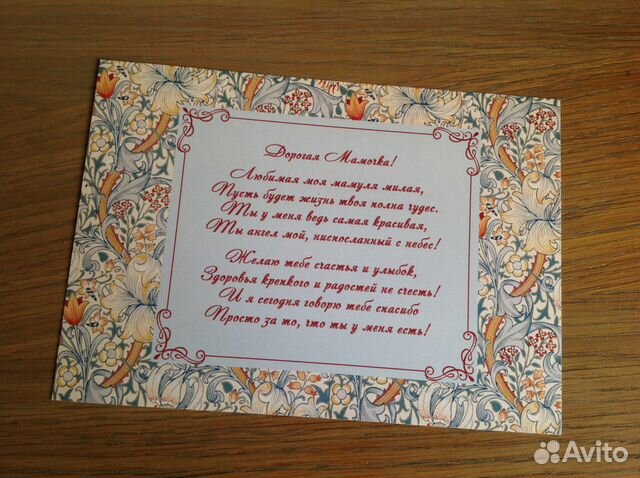 Дорогая Мамочка!
Любимая моя мамуля милая,
Пусть будет жизнь твоя полна чудес.
Ты у меня ведь самая красивая,
Ты ангел мой, ниспосланный с небес!
Желаю тебе счастья и улыбок,
Здоровья крепкого и радостей не счесть!
И я сегодня говорю тебе спасибо
Просто за то, что ты у меня есть!
Avito